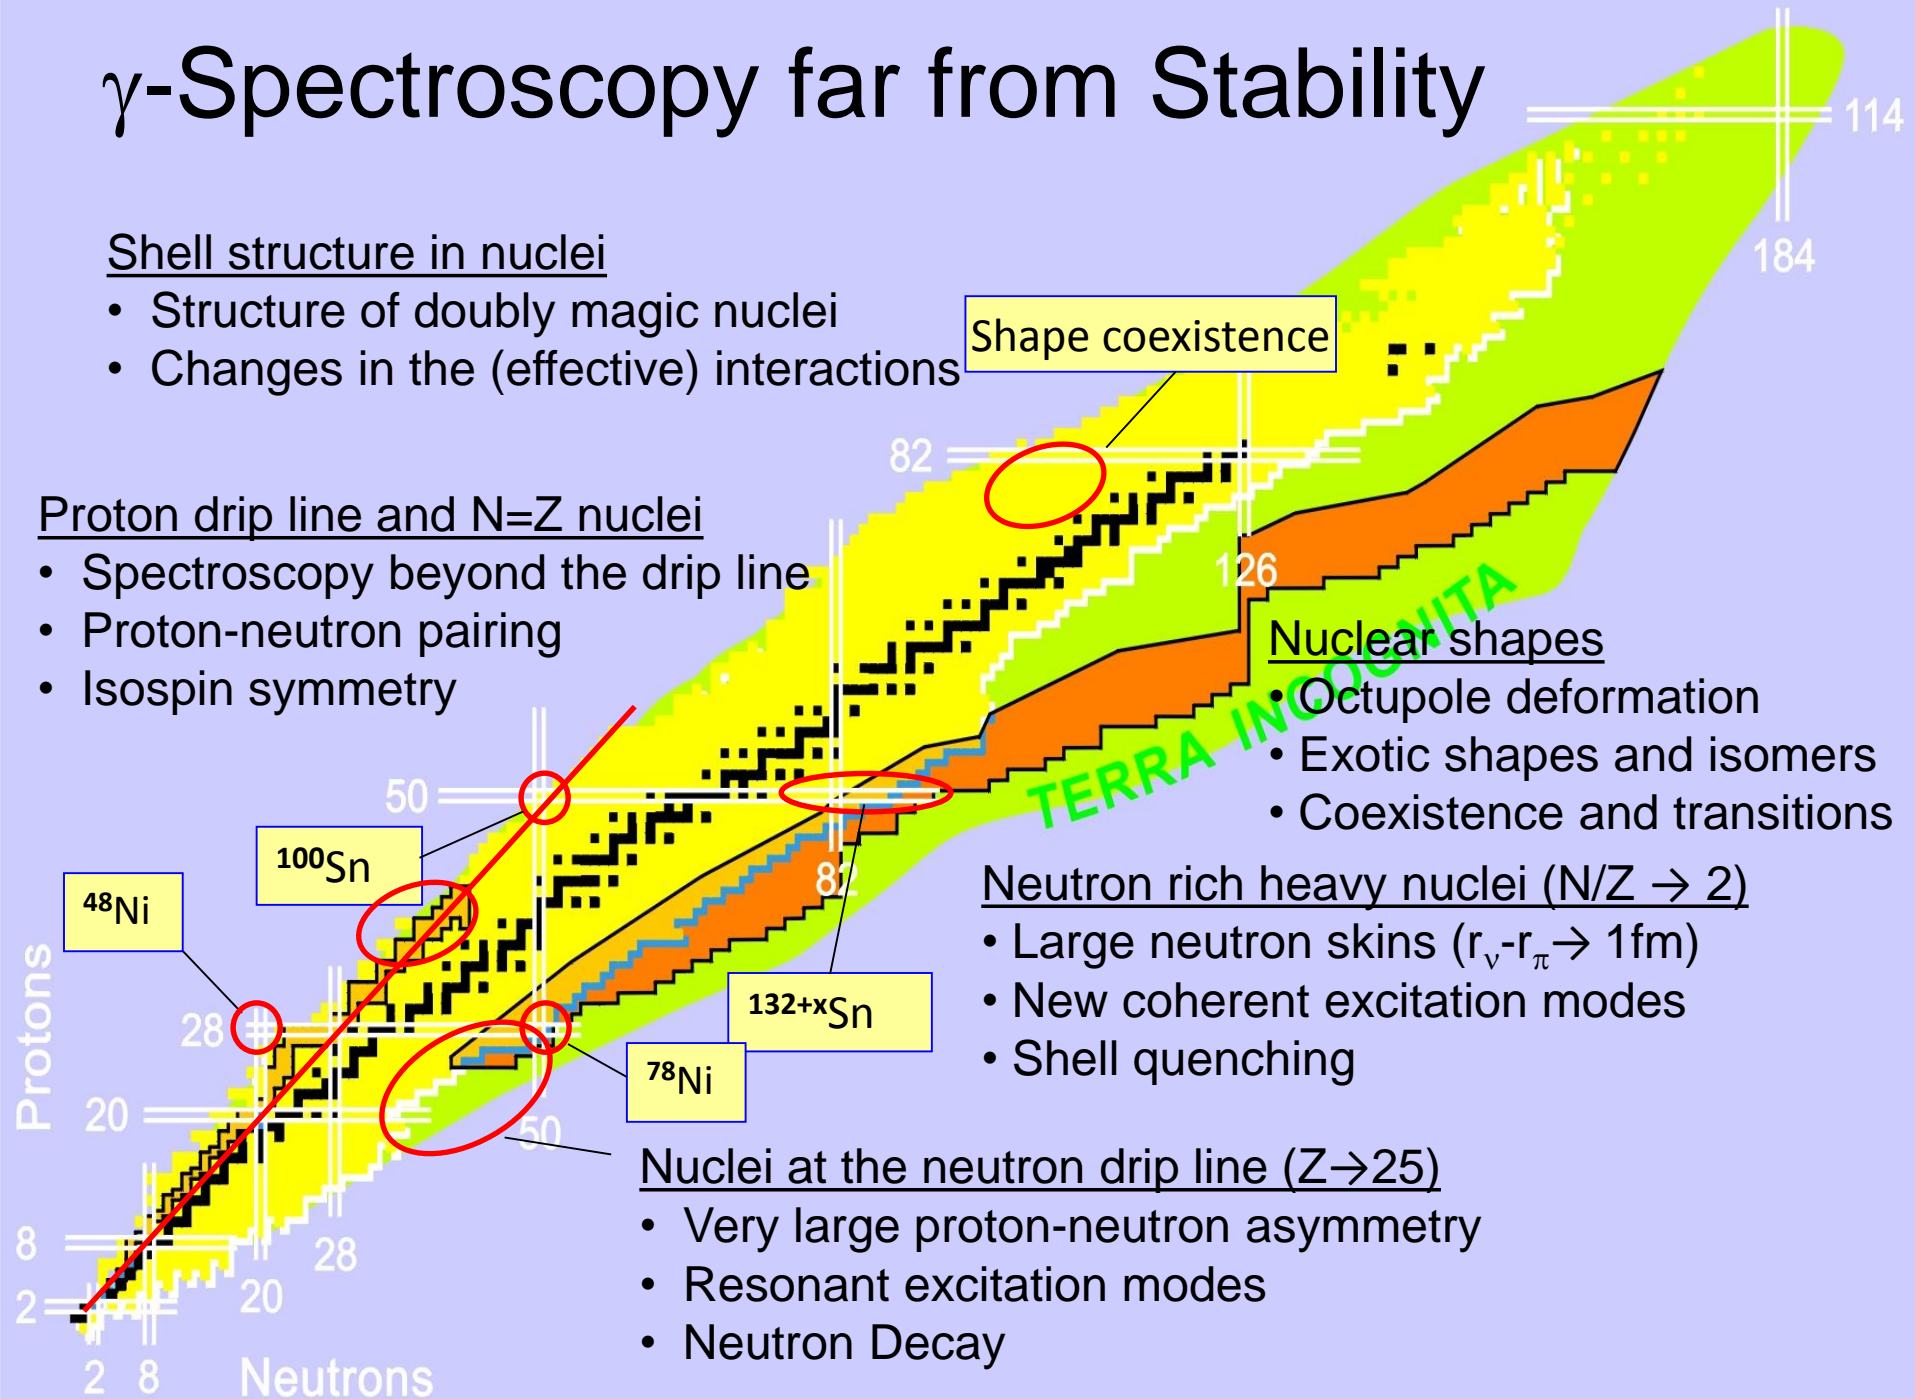 γ-Spectroscopy far from Stability
114
184
Shell structure in nuclei
• Structure of doubly magic nuclei
• Changes in the (effective) interactions
Shape coexistence
82
Proton drip line and N=Z nuclei
• Spectroscopy beyond the drip line
• Proton-neutron pairing
• Isospin symmetry
126
TERRA INCOGNITA
Nuclear shapes
• Octupole deformation
• Exotic shapes and isomers
• Coexistence and transitions
50
¹⁰⁰Sn
82
⁴⁸Ni
Neutron rich heavy nuclei (N/Z → 2)
• Large neutron skins (rᵥ-rπ→ 1fm)
• New coherent excitation modes
• Shell quenching
¹³²⁺ˣSn
28
⁷⁸Ni
Protons
20
50
Nuclei at the neutron drip line (Z→25)
• Very large proton-neutron asymmetry
• Resonant excitation modes
• Neutron Decay
8
28
2
20
2 8
Neutrons